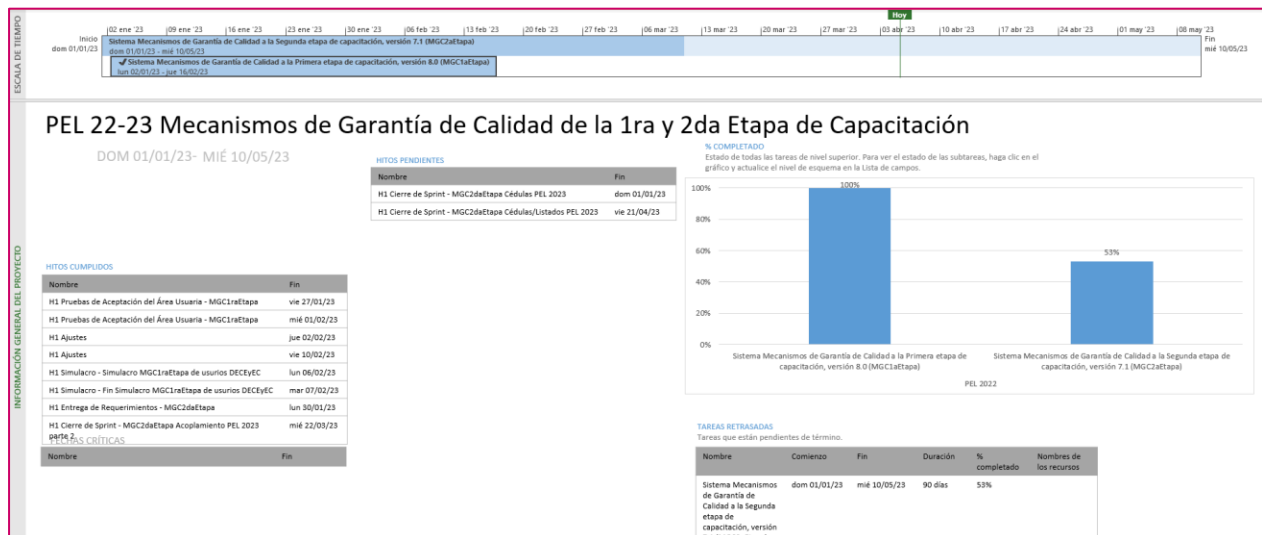 ESCALA DE TIEMPO
Hoy
02 ene '23 09 ene '23 16 ene '23 23 ene '23 30 ene '23 06 feb '23 13 feb '23 20 feb '23 27 feb '23 06 mar '23 13 mar '23 20 mar '23 27 mar '23 03 abr '23 10 abr '23 17 abr '23 24 abr '23 01 may '23 08 may '23
Inicio
dom 01/01/23
Sistema Mecanismos de Garantía de Calidad a la Segunda etapa de capacitación, versión 7.1 (MGC2aEtapa)
dom 01/01/23 - mié 10/05/23
Sistema Mecanismos de Garantía de Calidad a la Primera etapa de capacitación, versión 8.0 (MGC1aEtapa)
lun 02/01/23 - jue 16/02/23
Fin
mié 10/05/23
INFORMACIÓN GENERAL DEL PROYECTO
PEL 22-23 Mecanismos de Garantía de Calidad de la 1ra y 2da Etapa de Capacitación
DOM 01/01/23- MIÉ 10/05/23
HITOS PENDIENTES
Nombre Fin
H1 Cierre de Sprint - MGC2daEtapa Cédulas PEL 2023 dom 01/01/23
H1 Cierre de Sprint - MGC2daEtapa Cédulas/Listados PEL 2023 vie 21/04/23
HITOS CUMPLIDOS
Nombre Fin
H1 Pruebas de Aceptación del Área Usuaria - MGC1raEtapa vie 27/01/23
H1 Pruebas de Aceptación del Área Usuaria - MGC1raEtapa mié 01/02/23
H1 Ajustes jue 02/02/23
H1 Ajustes vie 10/02/23
H1 Simulacro - Simulacro MGC1raEtapa de usurios DECEyEC lun 06/02/23
H1 Simulacro - Fin Simulacro MGC1raEtapa de usurios DECEyEC mar 07/02/23
H1 Entrega de Requerimientos - MGC2daEtapa lun 30/01/23
H1 Cierre de Sprint - MGC2daEtapa Acoplamiento PEL 2023 mié 22/03/23
parte 2
FECHAS CRÍTICAS
Nombre Fin
% COMPLETADO
Estado de todas las tareas de nivel superior. Para ver el estado de las subtareas, haga clic en el
gráfico y actualice el nivel de esquema en la Lista de campos.
100%
80%
60%
40%
20%
0%
100%
53%
Sistema Mecanismos de Garantía de Calidad a la Primera etapa de
capacitación, versión 8.0 (MGC1aEtapa)
Sistema Mecanismos de Garantía de Calidad a la Segunda etapa de
capacitación, versión 7.1 (MGC2aEtapa)
PEL 2022
TAREAS RETRASADAS
Tareas que están pendientes de término.
Nombre Comienzo Fin Duración % Nombres de
completado los recursos
Sistema Mecanismos dom 01/01/23 mié 10/05/23 90 días 53%
de Garantía de
Calidad a la Segunda
etapa de
capacitación, versión